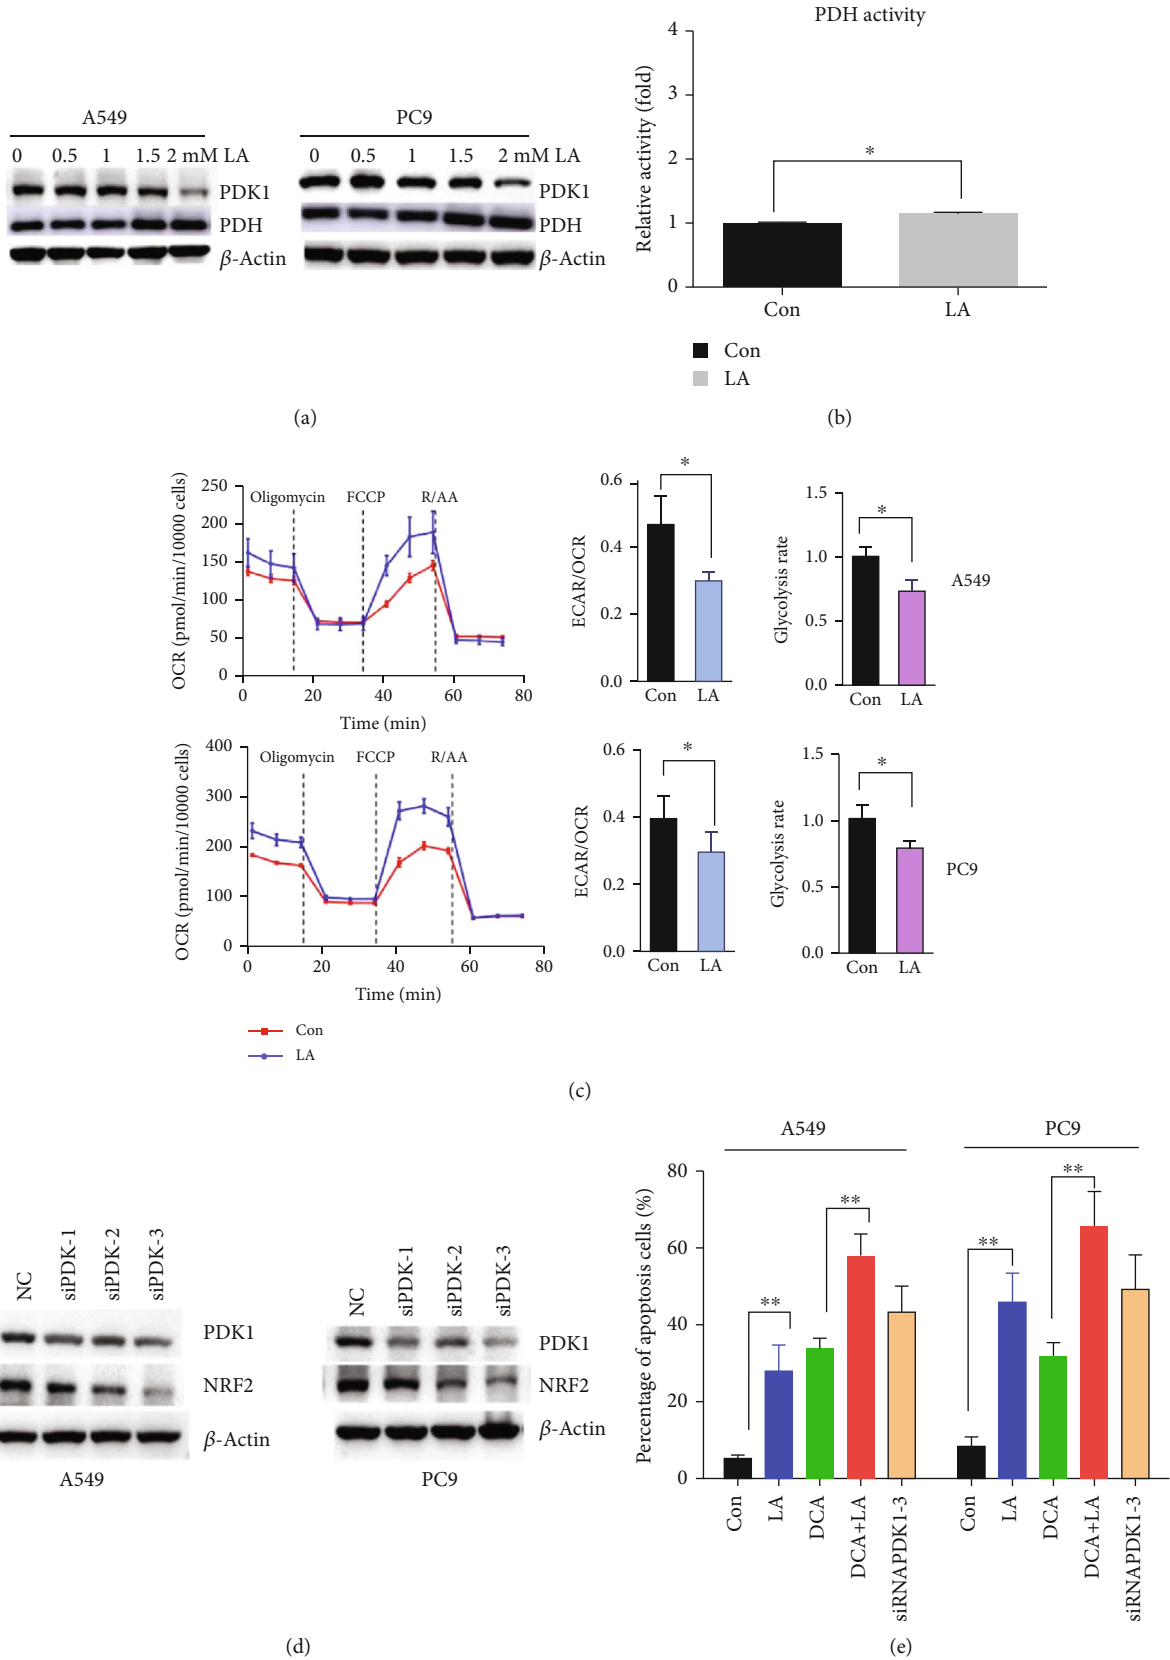 A549
0 0.5 1 1.5 2 mM LA
PDK1
PDH
β-Actin
PC9
0 0.5 1 1.5 2 mM LA
PDK1
PDH
β-Actin
(a)
PDH activity
Relative activity (fold)
4
3
2
1
0
*
Con LA
Con
LA
(b)
OCR (pmol/min/10000 cells)
250
200
150
100
50
0
Oligomycin FCCP R/AA
0 20 40 60 80
Time (min)
ECAR/OCR
0.6
0.4
0.2
0.0
*
Con LA
Glycolysis rate
1.5
1.0
0.5
0.0
*
Con LA
A549
OCR (pmol/min/10000 cells)
400
300
200
100
0
Oligomycin FCCP R/AA
0 20 40 60 80
Time (min)
Con
LA
ECAR/OCR
0.6
0.4
0.2
0.0
*
Con LA
Glycolysis rate
1.5
1.0
0.5
0.0
*
Con LA
PC9
(c)
NC siPDK-1 siPDK-2 siPDK-3
PDK1
NRF2
β-Actin
A549
NC siPDK-1 siPDK-2 siPDK-3
PDK1
NRF2
β-Actin
PC9
(d)
A549 PC9
Percentage of apoptosis cells (%)
80
60
40
20
0
** ** ** **
Con LA DCA DCA+LA siRNAPDK1-3 Con LA DCA DCA+LA siRNAPDK1-3
(e)